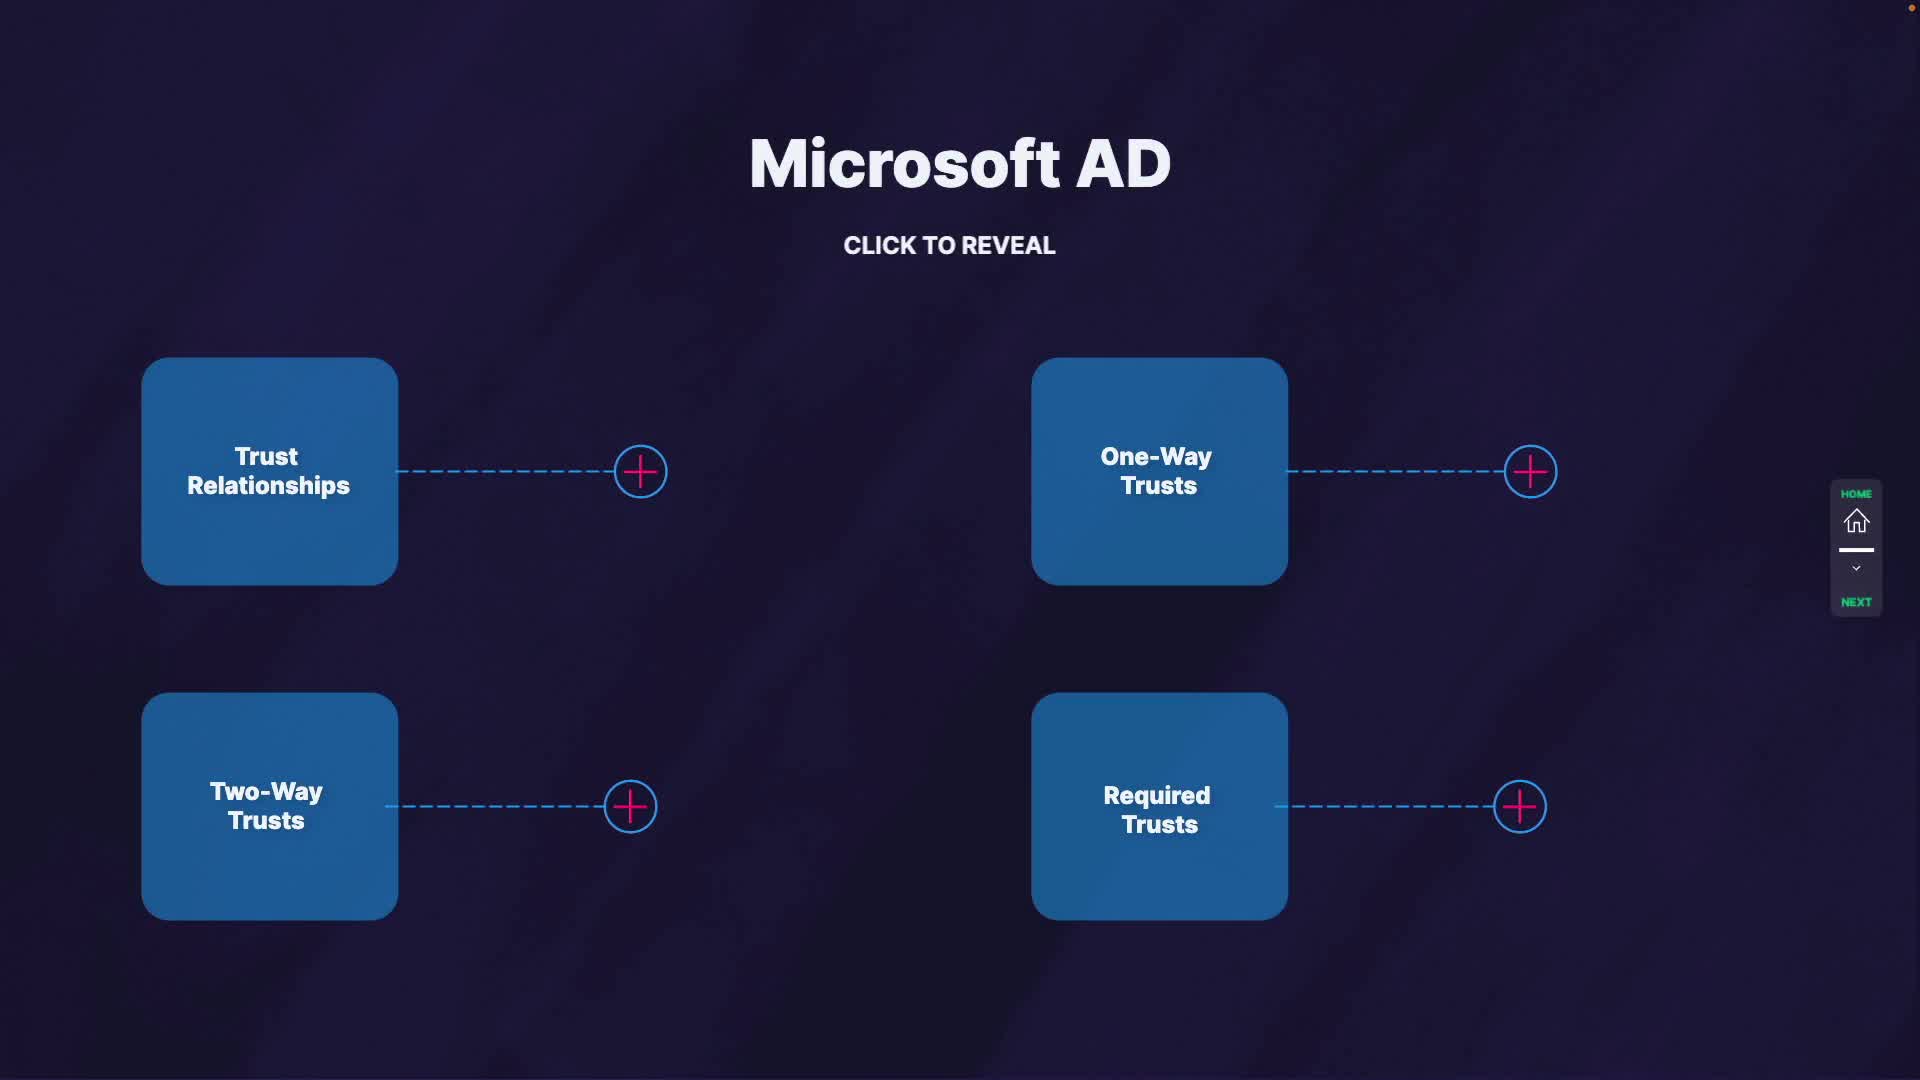 Microsoft AD
CLICK TO REVEAL
Trust
Relationships
One-Way
Trusts
HOME
NEXT
Two-Way
Trusts
Required
Trusts